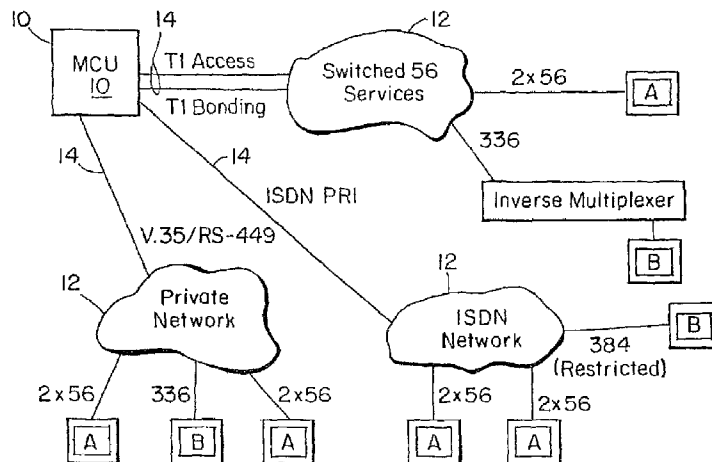 10
14
12
MCU
10
T1 Access
T1 Bonding
Switched 56
Services
2x56
A
336
Inverse Multiplexer
B
14
14
ISDN PRI
V.35/RS-449
12
Private
Network
12
ISDN
Network
B
384
(Restricted)
2x56
336
2x56
2x56
2x56
A
B
A
A
A